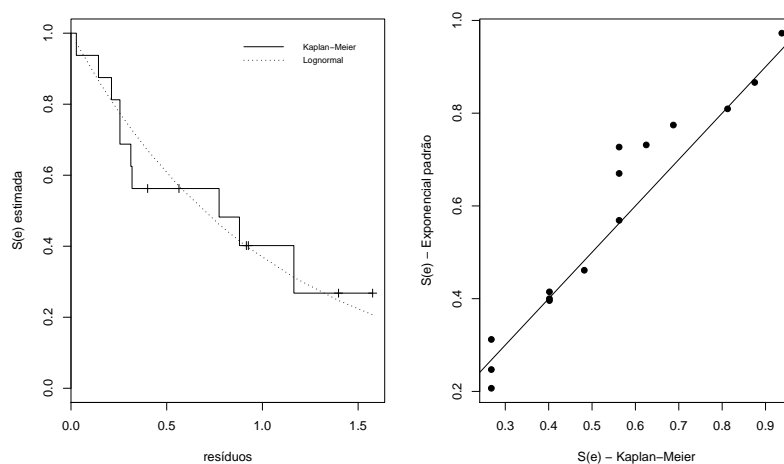 Kaplan−Meier
Lognormal
S(e) estimada
0.0
0.2
0.4
0.6
0.8
1.0
0.0 0.5 1.0 1.5
resíduos
S(e) − Exponencial padrão
0.2
0.4
0.6
0.8
1.0
0.3 0.4 0.5 0.6 0.7 0.8 0.9
S(e) − Kaplan−Meier